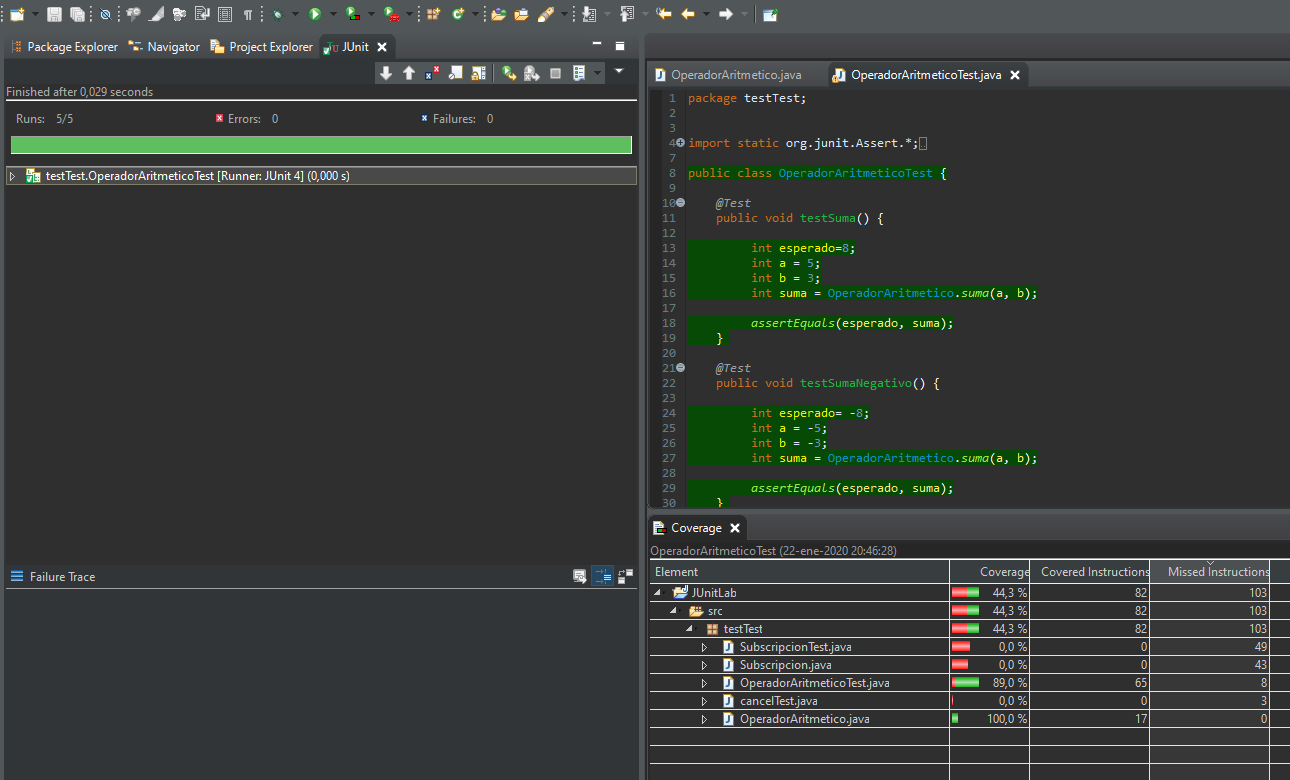 Package Explorer Navigator Project Explorer JUnit
Finished after 0,029 seconds
Runs: 5/5 Errors: 0 Failures: 0
testTest.OperadorAritmeticoTest [Runner: JUnit 4] (0,000 s)
Failure Trace
OperadorAritmetico.java OperadorAritmeticoTest.java
1 package testTest;
2
3
4 import static org.junit.Assert.*;
7
8 public class OperadorAritmeticoTest {
9
10 @Test
11 public void testSuma() {
12
13 int esperado=8;
14 int a = 5;
15 int b = 3;
16 int suma = OperadorAritmetico.suma(a, b);
17
18 assertEquals(esperado, suma);
19 }
20
21 @Test
22 public void testSumaNegativo() {
23
24 int esperado= -8;
25 int a = -5;
26 int b = -3;
27 int suma = OperadorAritmetico.suma(a, b);
28
29 assertEquals(esperado, suma);
30 }
Coverage
OperadorAritmeticoTest (22-ene-2020 20:46:28)
Element Coverage Covered Instructions Missed Instructions
JUnitLab 44,3 % 82 103
src 44,3 % 82 103
testTest 44,3 % 82 103
SubscripcionTest.java 0,0 % 0 49
Subscripcion.java 0,0 % 0 43
OperadorAritmeticoTest.java 89,0 % 65 8
cancelTest.java 0,0 % 0 3
OperadorAritmetico.java 100,0 % 17 0